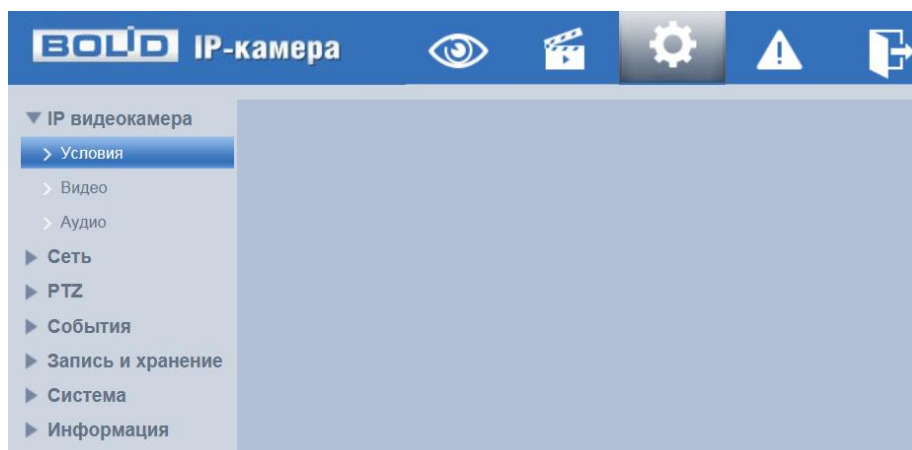 BOLID IP-камера
IP видеокамера
Условия
Видео
Аудио
Сеть
PTZ
События
Запись и хранение
Система
Информация